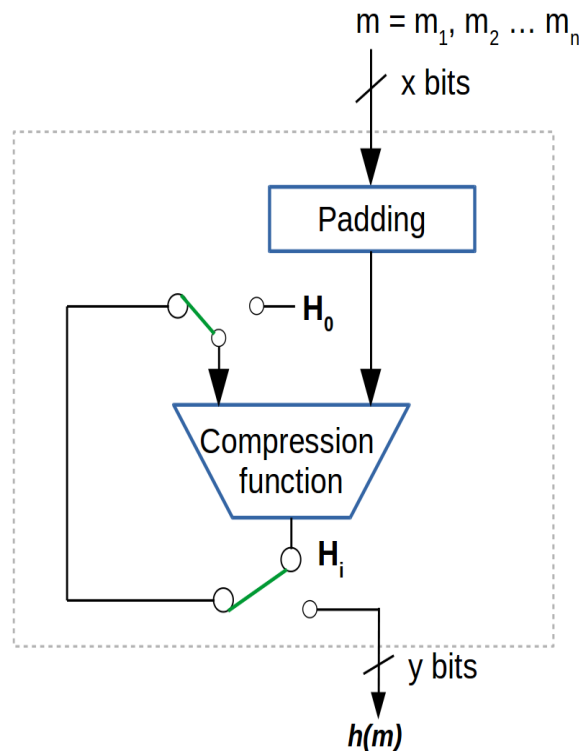 m = m₁, m₂ … mₙ
x bits
Padding
H₀
Compression
function
Hᵢ
y bits
h(m)